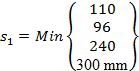 s₁ = Min { 110
96
240
300 mm }